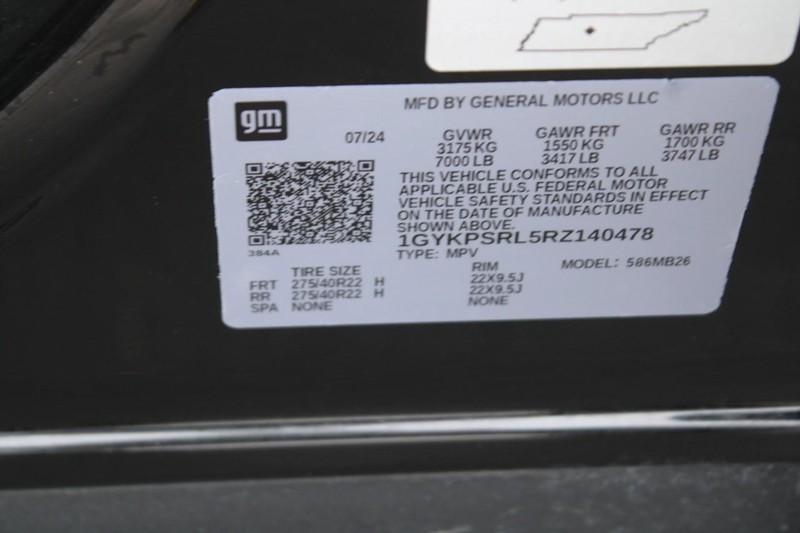 gm
MFD BY GENERAL MOTORS LLC
07/24 GVWR GAWR FRT GAWR RR
3175 KG 1550 KG 1700 KG
7000 LB 3417 LB 3747 LB
THIS VEHICLE CONFORMS TO ALL
APPLICABLE U.S. FEDERAL MOTOR
VEHICLE SAFETY STANDARDS IN EFFECT
ON THE DATE OF MANUFACTURE
SHOWN ABOVE.
384A
1GYKPSRL5RZ140478
TYPE: MPV MODEL: 586MB26
TIRE SIZE RIM
FRT 275/40R22 H 22X9.5J
RR 275/40R22 H 22X9.5J
SPA NONE NONE